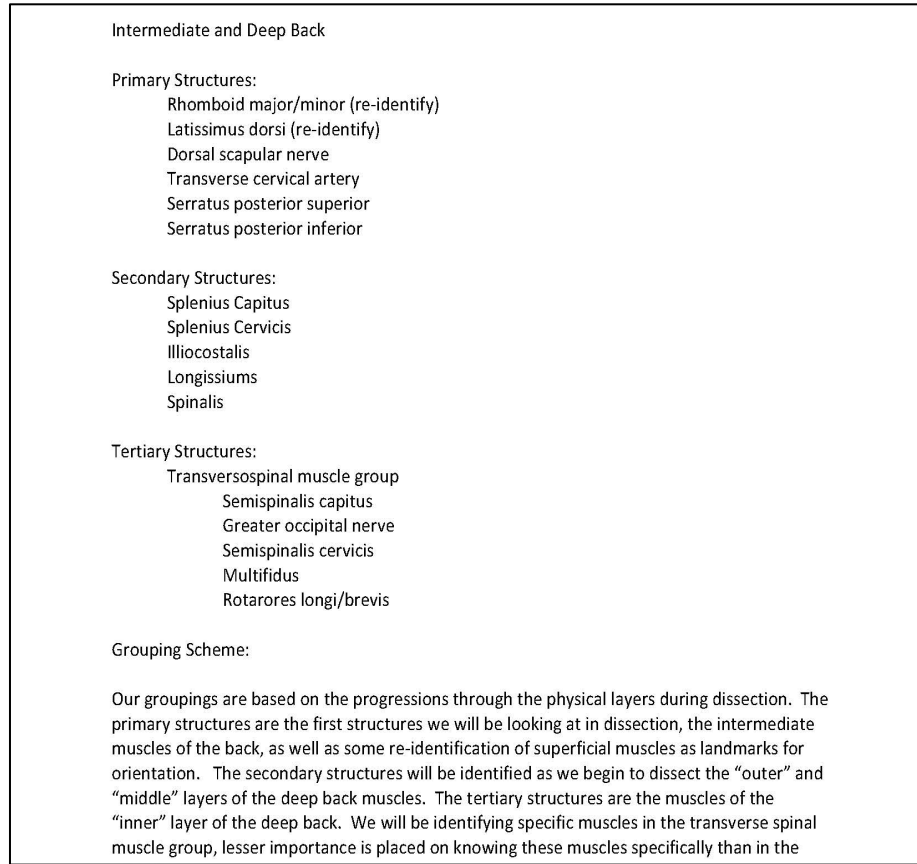 Intermediate and Deep Back
Primary Structures:
Rhomboid major/minor (re-identify)
Latissimus dorsi (re-identify)
Dorsal scapular nerve
Transverse cervical artery
Serratus posterior superior
Serratus posterior inferior
Secondary Structures:
Splenius Capitus
Splenius Cervicis
Illiocostalis
Longissiums
Spinalis
Tertiary Structures:
Transversospinal muscle group
Semispinalis capitus
Greater occipital nerve
Semispinalis cervicis
Multifidus
Rotarores longi/brevis
Grouping Scheme:
Our groupings are based on the progressions through the physical layers during dissection.  The
primary structures are the first structures we will be looking at in dissection, the intermediate
muscles of the back, as well as some re-identification of superficial muscles as landmarks for
orientation.   The secondary structures will be identified as we begin to dissect the “outer” and
“middle” layers of the deep back muscles.  The tertiary structures are the muscles of the
“inner” layer of the deep back.  We will be identifying specific muscles in the transverse spinal
muscle group, lesser importance is placed on knowing these muscles specifically than in the